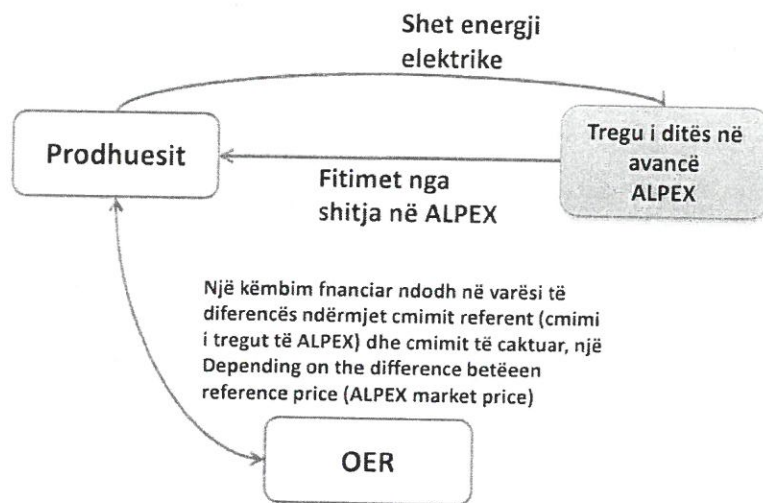 Shet energji
elektrike
Prodhuesit
Tregu i ditës në
avancë
ALPEX
Fitimet nga
shitja në ALPEX
Një këmbim fnanciar ndodh në varësi të
diferencës ndërmjet cmimit referent (cmimi
i tregut të ALPEX) dhe cmimit të caktuar, një
Depending on the difference betëeen
reference price (ALPEX market price)
OER